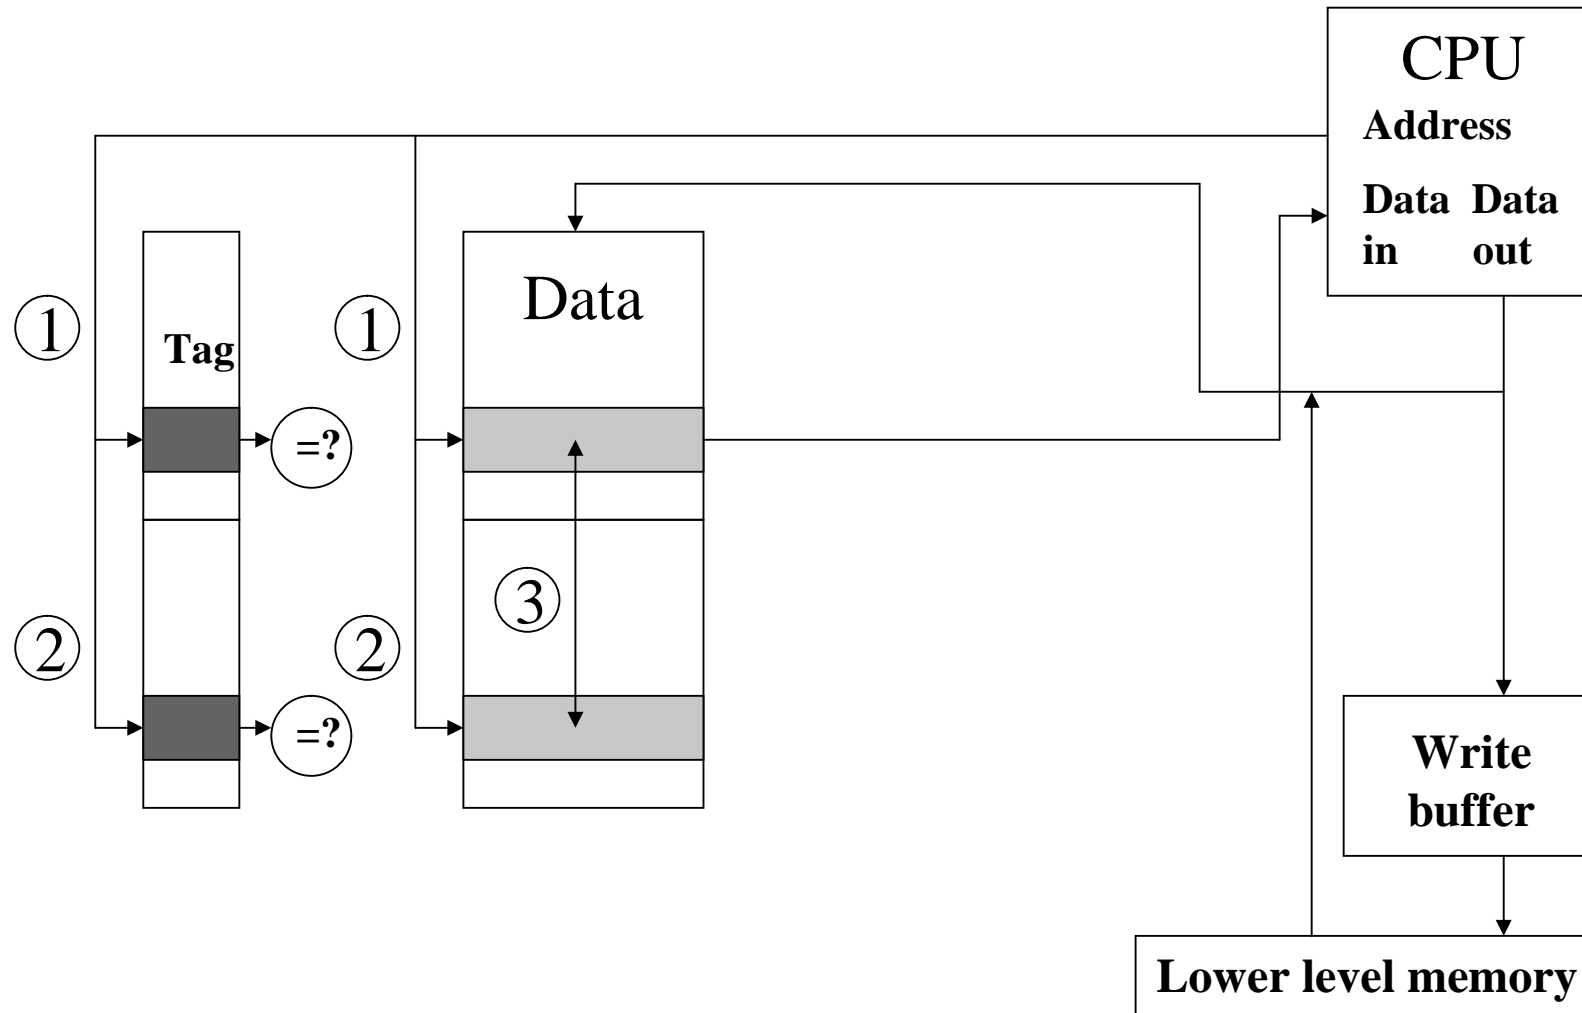 CPU
Address
Data Data
in out
Data
1
1
Tag
=?
3
2
2
=?
Write
buffer
Lower level memory